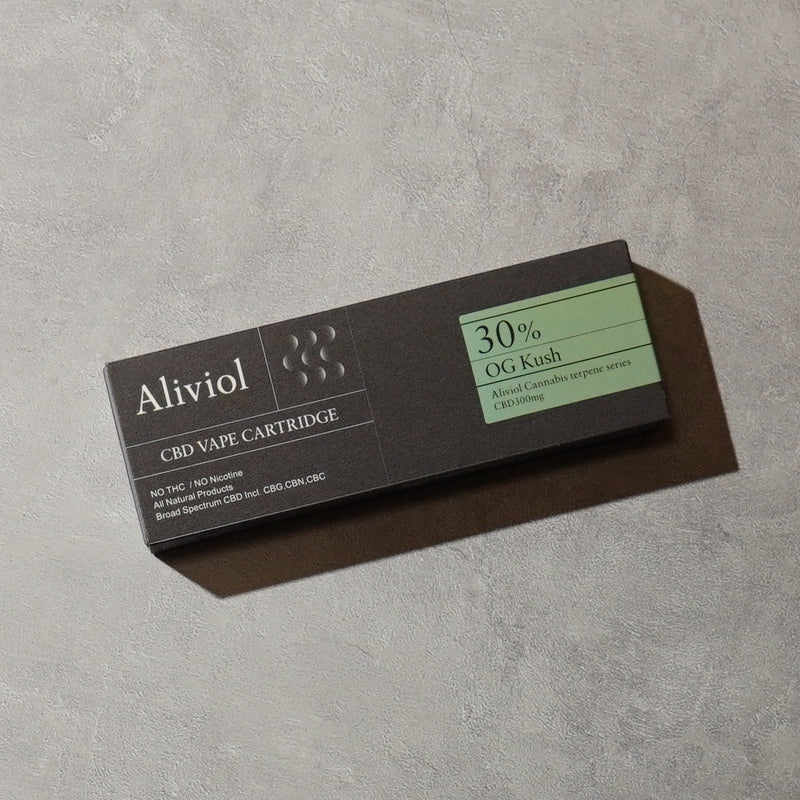 Aliviol
CBD VAPE CARTRIDGE
NO THC / NO Nicotine
All Natural Products
Broad Spectrum CBD Incl. CBG,CBN,CBC
30%
OG Kush
Aliviol Cannabis terpene series
CBD300mg